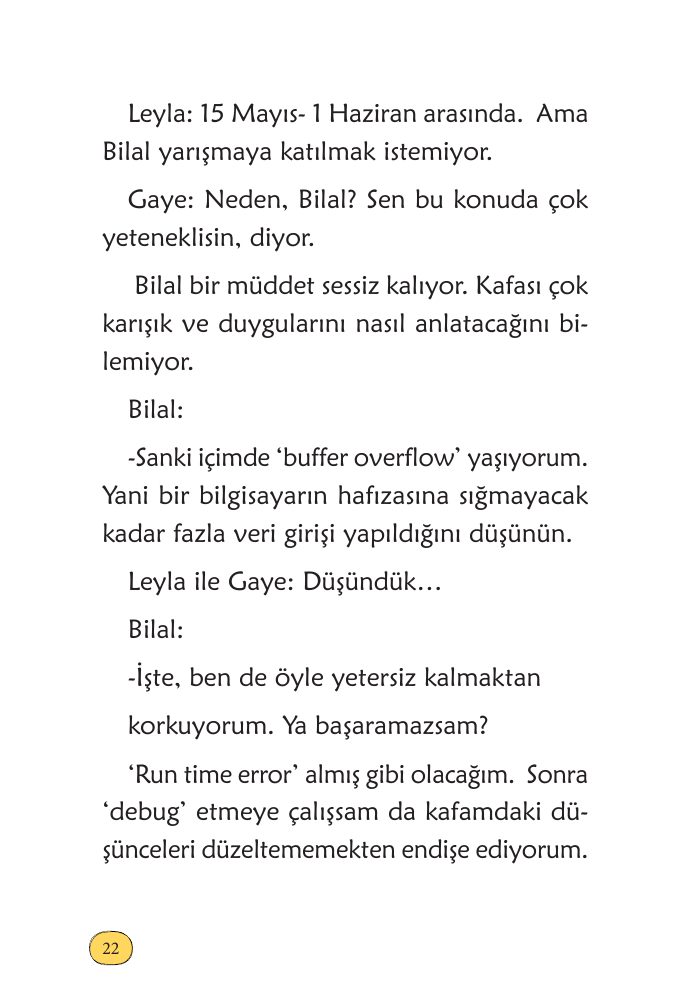 Leyla: 15 Mayıs- 1 Haziran arasında.  Ama
Bilal yarışmaya katılmak istemiyor.
Gaye: Neden, Bilal? Sen bu konuda çok
yeteneklisin, diyor.
Bilal bir müddet sessiz kalıyor. Kafası çok
karışık ve duygularını nasıl anlatacağını bi-
lemiyor.
Bilal:
-Sanki içimde ‘buffer overflow’ yaşıyorum.
Yani bir bilgisayarın hafızasına sığmayacak
kadar fazla veri girişi yapıldığını düşünün.
Leyla ile Gaye: Düşündük…
Bilal:
-İşte, ben de öyle yetersiz kalmaktan
korkuyorum. Ya başaramazsam?
‘Run time error’ almış gibi olacağım.  Sonra
‘debug’ etmeye çalışsam da kafamdaki dü-
şünceleri düzeltememekten endişe ediyorum.
22